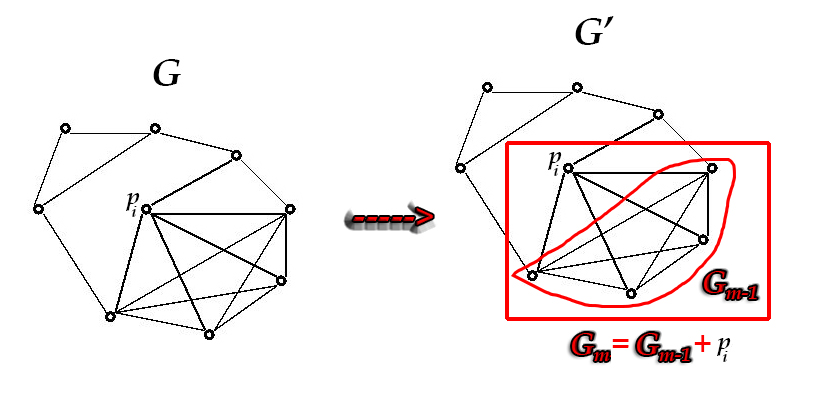 G
G′
p_i
p_i
G_{m-1}
G_m = G_{m-1} + p_i